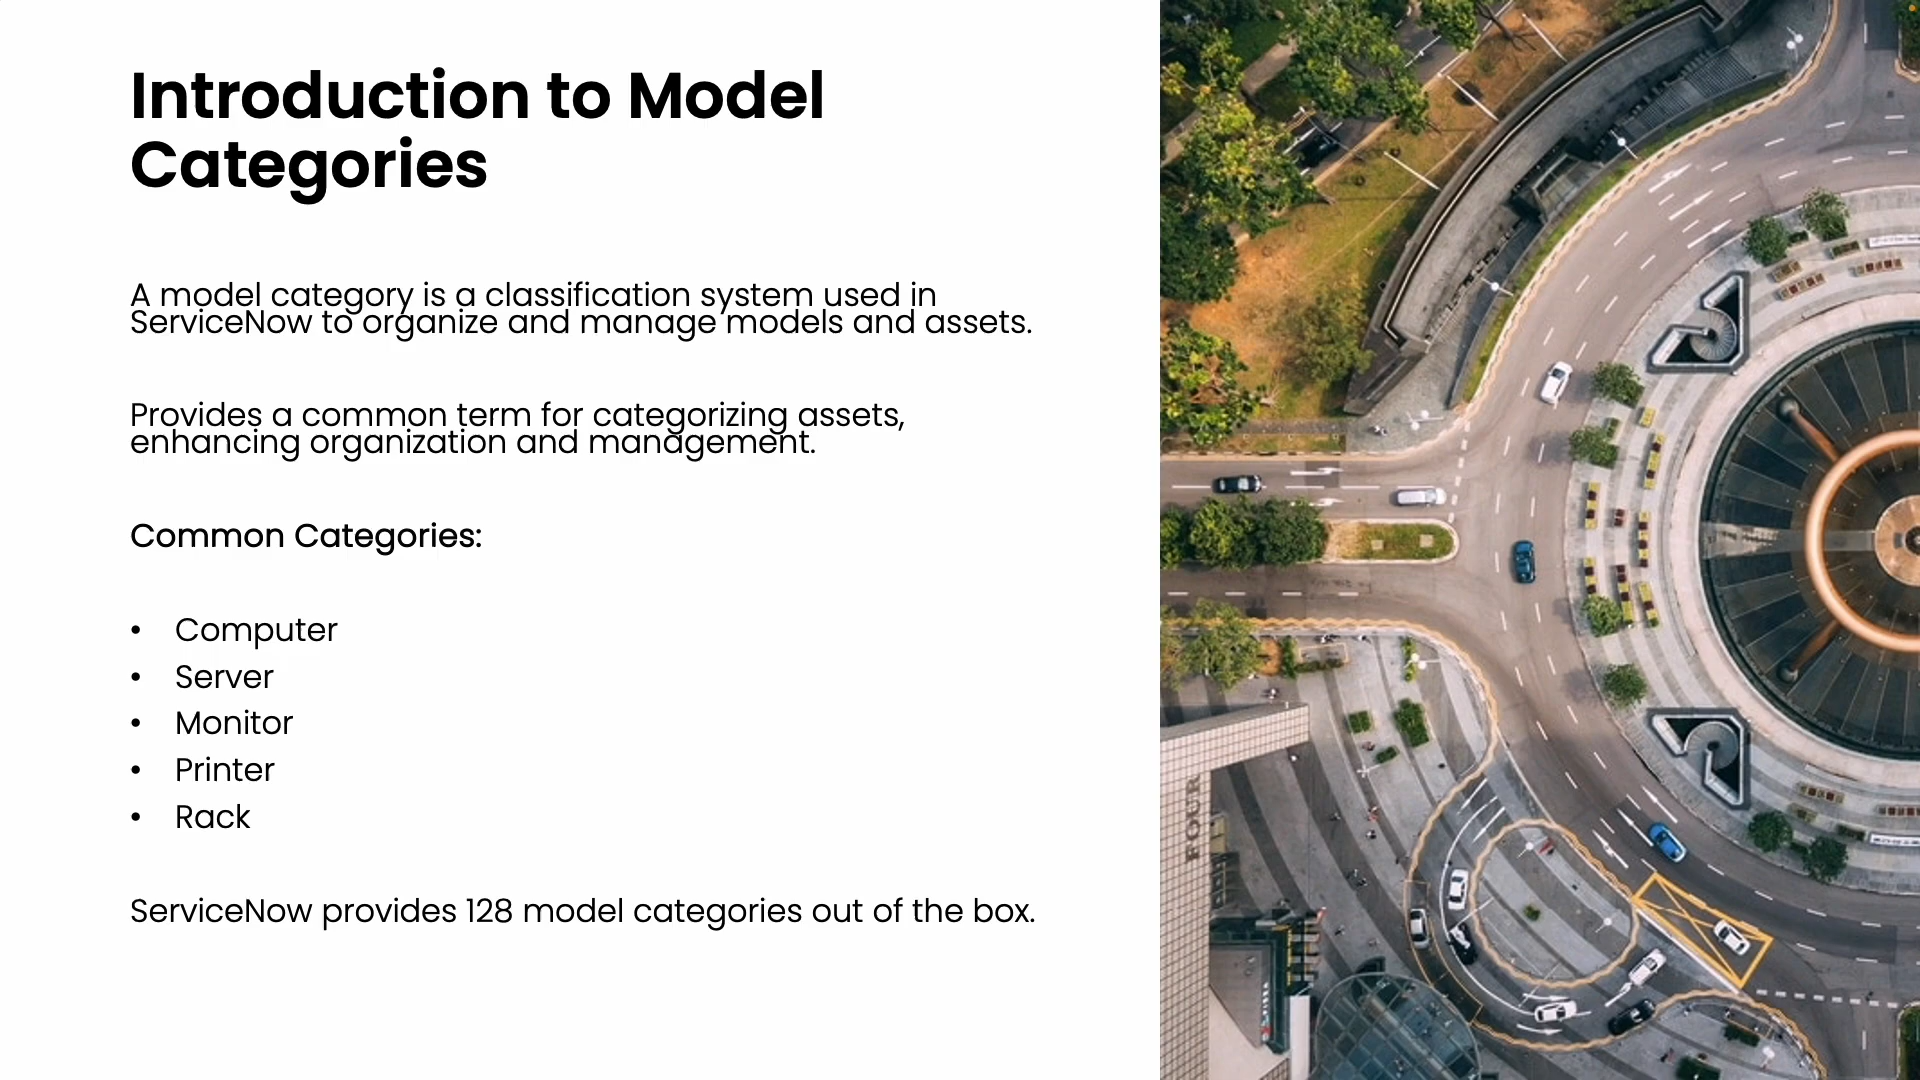 Introduction to Model
Categories
A model category is a classification system used in
ServiceNow to organize and manage models and assets.
Provides a common term for categorizing assets,
enhancing organization and management.
Common Categories:
• Computer
• Server
• Monitor
• Printer
• Rack
ServiceNow provides 128 model categories out of the box.
FOUR